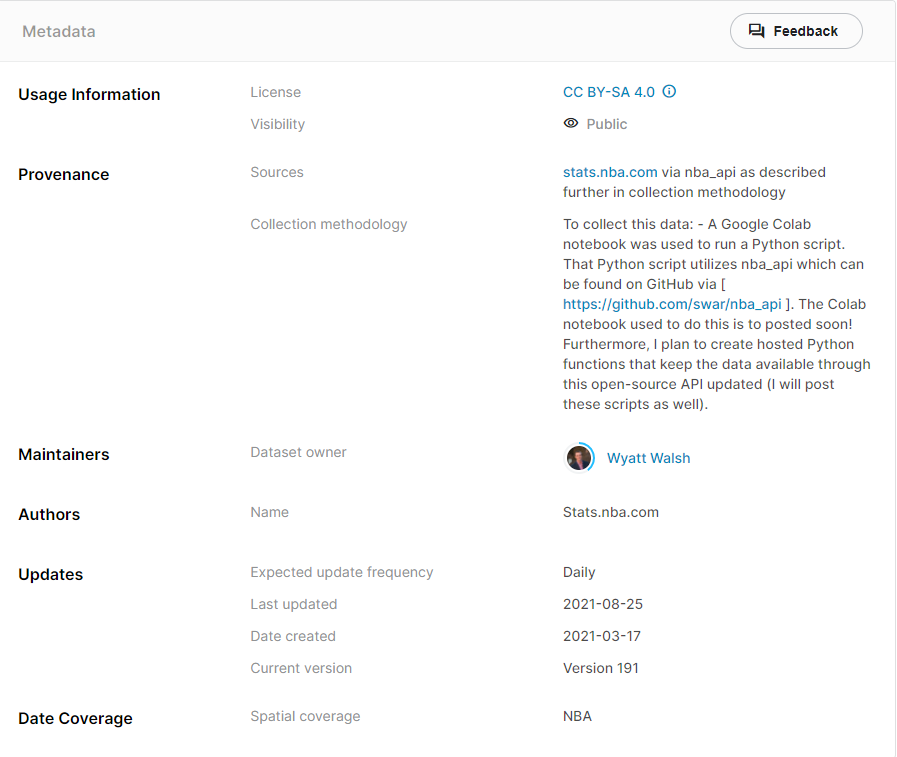 Metadata
Feedback
Usage Information
License
CC BY-SA 4.0
Visibility
Public
Provenance
Sources
stats.nba.com via nba_api as described
further in collection methodology
Collection methodology
To collect this data: - A Google Colab
notebook was used to run a Python script.
That Python script utilizes nba_api which can
be found on GitHub via [
https://github.com/swar/nba_api ]. The Colab
notebook used to do this is to posted soon!
Furthermore, I plan to create hosted Python
functions that keep the data available through
this open-source API updated (I will post
these scripts as well).
Maintainers
Dataset owner
Wyatt Walsh
Authors
Name
Stats.nba.com
Updates
Expected update frequency
Daily
Last updated
2021-08-25
Date created
2021-03-17
Current version
Version 191
Date Coverage
Spatial coverage
NBA